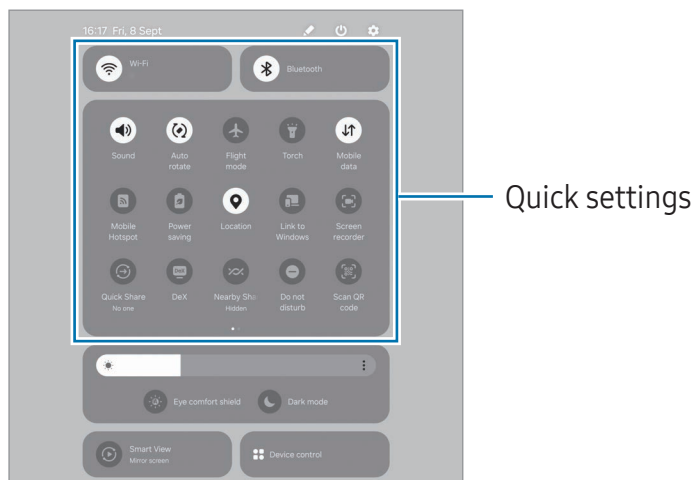 16:17 Fri, 8 Sept
Wi-Fi
Bluetooth
Sound
Auto
rotate
Flight
mode
Torch
Mobile
data
Quick settings
Mobile
Hotspot
Power
saving
Location
Link to
Windows
Screen
recorder
Quick Share
No one
DeX
DeX
Nearby Sha
Hidden
Do not
disturb
Scan QR
code
Eye comfort shield
Dark mode
Smart View
Mirror screen
Device control